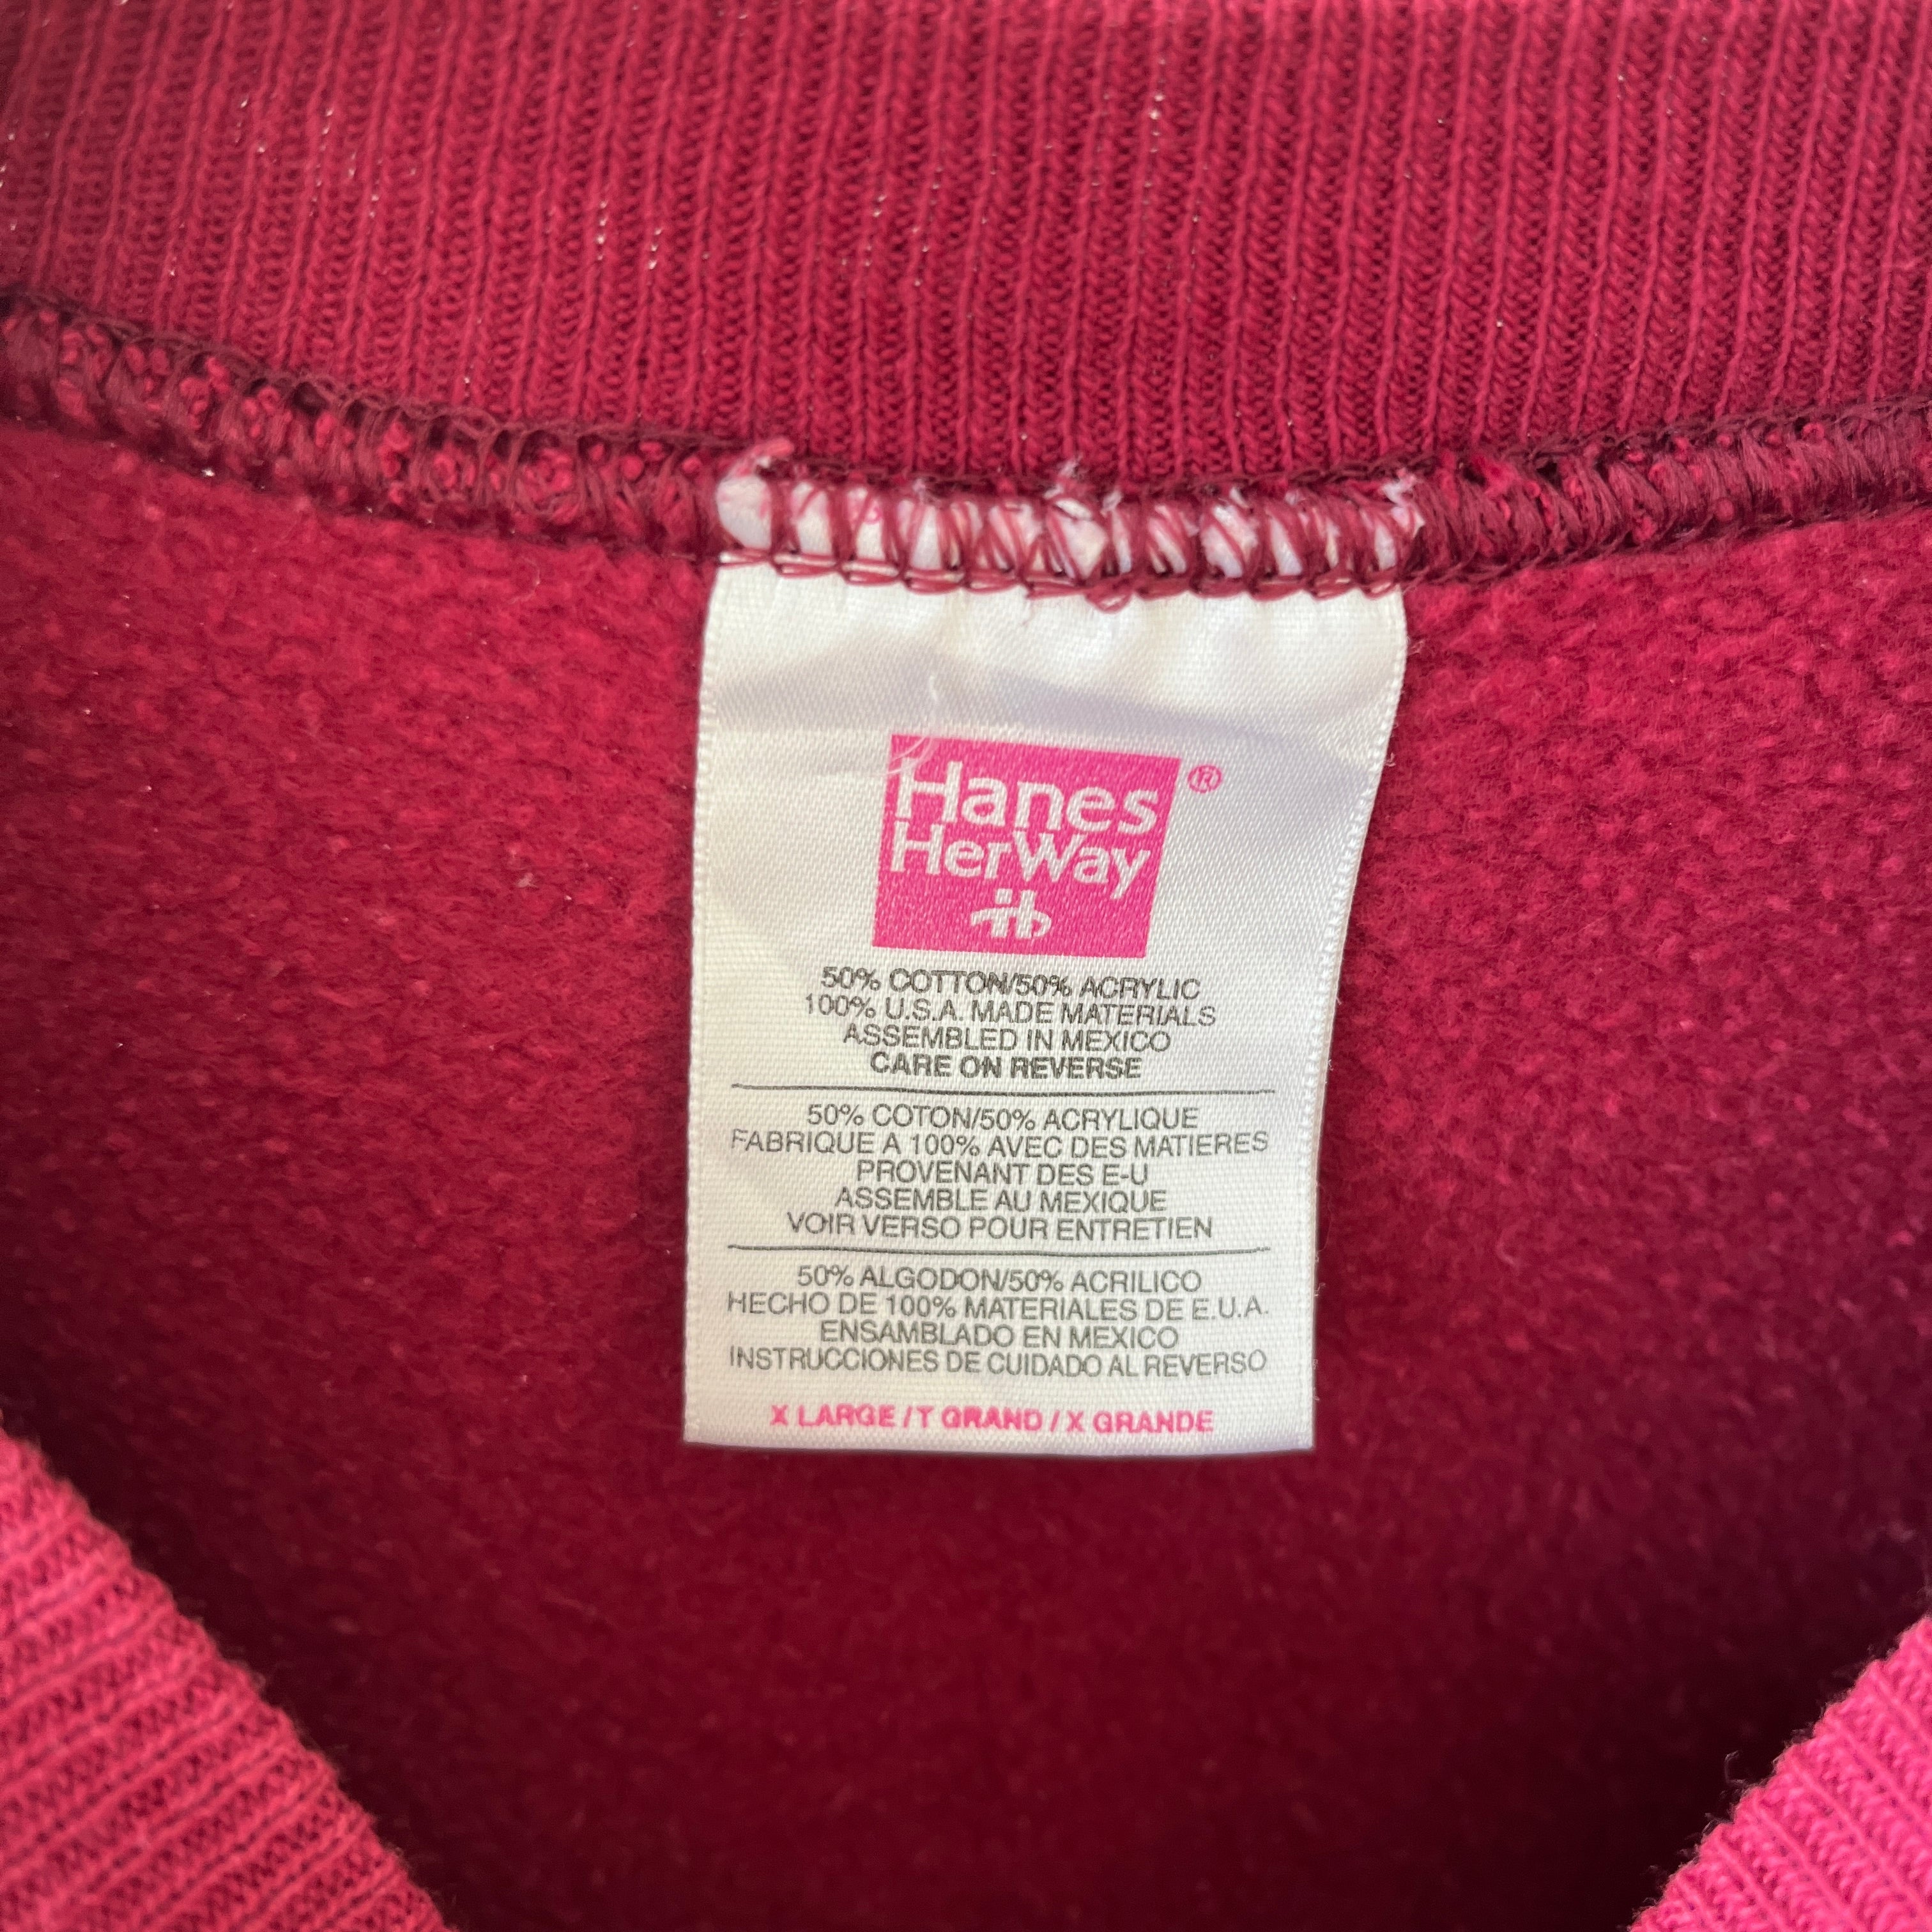 Hanes ®
HerWay
50% COTTON/50% ACRYLIC
100% U.S.A. MADE MATERIALS
ASSEMBLED IN MEXICO
CARE ON REVERSE
50% COTON/50% ACRYLIQUE
FABRIQUE A 100% AVEC DES MATIERES
PROVENANT DES E-U
ASSEMBLE AU MEXIQUE
VOIR VERSO POUR ENTRETIEN
50% ALGODON/50% ACRILICO
HECHO DE 100% MATERIALES DE E.U.A.
ENSAMBLADO EN MEXICO
INSTRUCCIONES DE CUIDADO AL REVERSO
X LARGE / T GRAND / X GRANDE